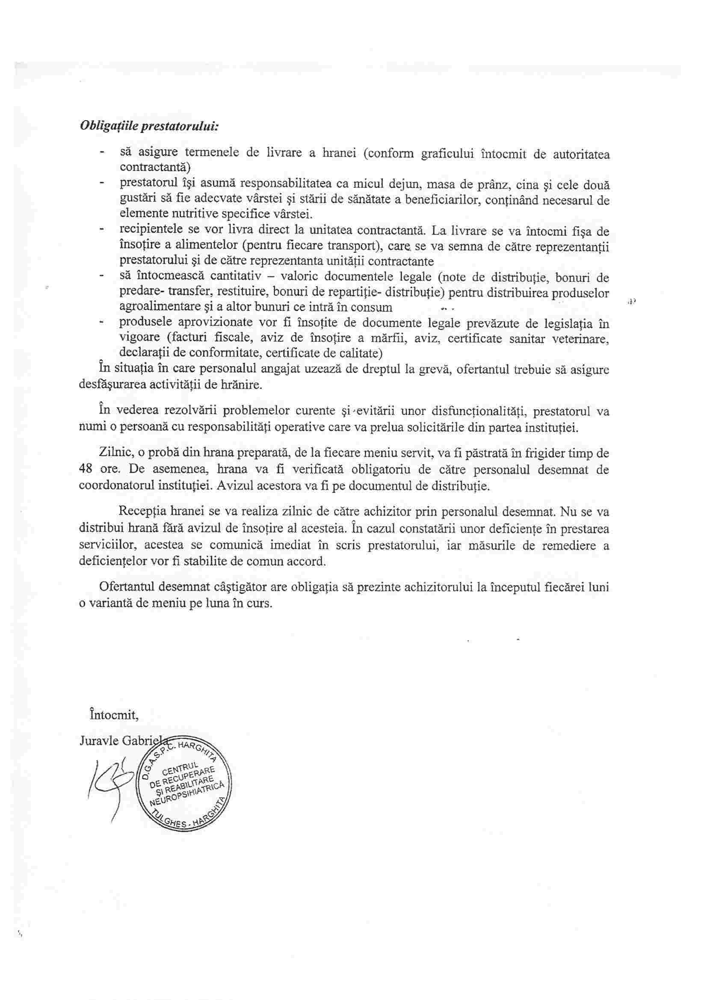 Obligațiile prestatorului:
- să asigure termenele de livrare a hranei (conform graficului întocmit de autoritatea
contractantă)
- prestatorul îşi asumă responsabilitatea ca micul dejun, masa de prânz, cina şi cele două
gustări să fie adecvate vârstei şi stării de sănătate a beneficiarilor, conținând necesarul de
elemente nutritive specifice vârstei.
- recipientele se vor livra direct la unitatea contractantă. La livrare se va întocmi fişa de
însoțire a alimentelor (pentru fiecare transport), care se va semna de către reprezentanții
prestatorului şi de către reprezentanta unității contractante
- să întocmească cantitativ – valoric documentele legale (note de distribuție, bonuri de
predare- transfer, restituire, bonuri de repartiție- distribuție) pentru distribuirea produselor
agroalimentare şi a altor bunuri ce intră în consum
- produsele aprovizionate vor fi însoțite de documente legale prevăzute de legislația în
vigoare (facturi fiscale, aviz de însoțire a mărfii, aviz, certificate sanitar veterinare,
declarații de conformitate, certificate de calitate)
În situația în care personalul angajat uzează de dreptul la grevă, ofertantul trebuie să asigure
desfăşurarea activității de hrănire.
În vederea rezolvării problemelor curente şi evitării unor disfuncționalități, prestatorul va
numi o persoană cu responsabilități operative care va prelua solicitările din partea instituției.
Zilnic, o probă din hrana preparată, de la fiecare meniu servit, va fi păstrată în frigider timp de
48 ore. De asemenea, hrana va fi verificată obligatoriu de către personalul desemnat de
coordonatorul instituției. Avizul acestora va fi pe documentul de distribuție.
Recepția hranei se va realiza zilnic de către achizitor prin personalul desemnat. Nu se va
distribui hrană fără avizul de însoțire al acesteia. În cazul constatării unor deficiențe în prestarea
serviciilor, acestea se comunică imediat în scris prestatorului, iar măsurile de remediere a
deficiențelor vor fi stabilite de comun accord.
Ofertantul desemnat câştigător are obligația să prezinte achizitorului la începutul fiecărei luni
o variantă de meniu pe luna în curs.
Întocmit,
Juravle Gabriela
D.G.A.S.P.C. HARGHITA
CENTRUL
DE RECUPERARE
ŞI REABILITARE
NEUROPSIHIATRICĂ
TULGHEŞ - HARGHITA